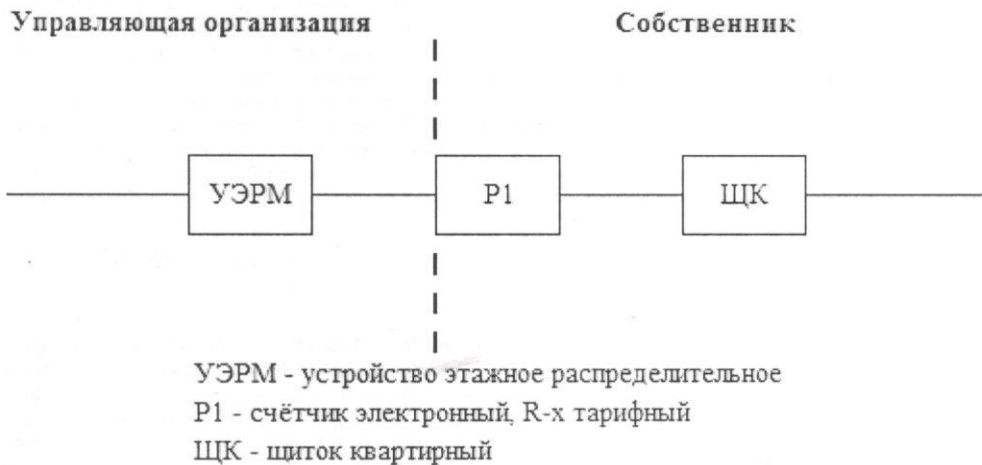 Управляющая организация
Собственник
УЭРМ
Р1
ЩК
УЭРМ - устройство этажное распределительное
Р1 - счётчик электронный, R-х тарифный
ЩК - щиток квартирный